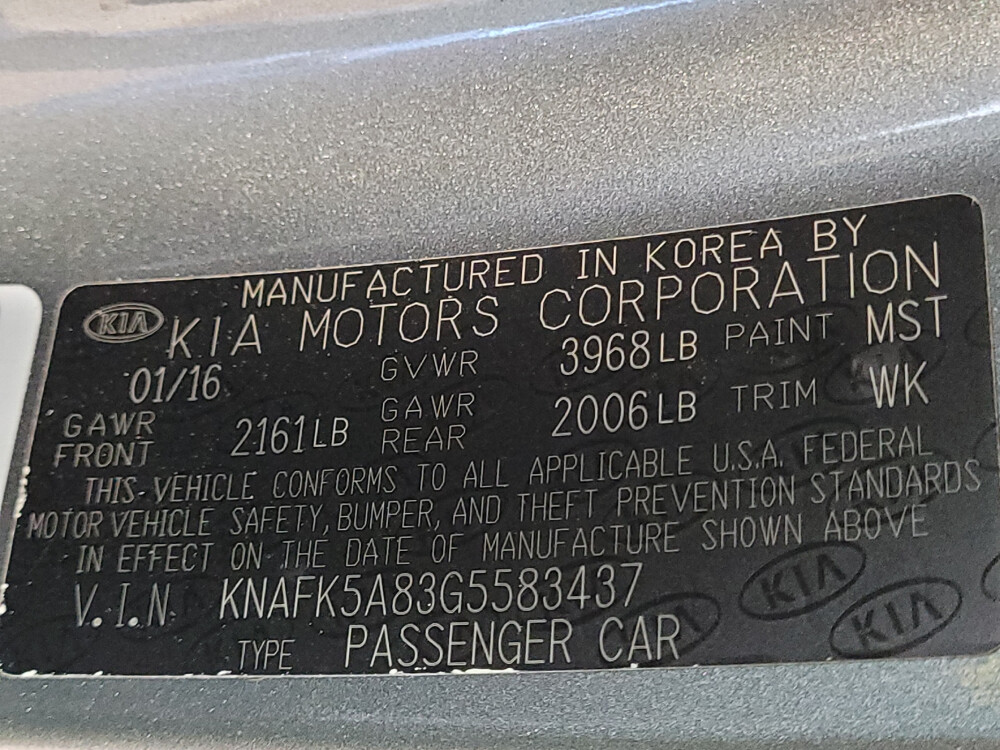 MANUFACTURED IN KOREA BY
KIA KIA MOTORS CORPORATION
01/16 GVWR 3968LB PAINT MST
GAWR FRONT 2161LB GAWR REAR 2006LB TRIM WK
THIS VEHICLE CONFORMS TO ALL APPLICABLE U.S.A. FEDERAL
MOTOR VEHICLE SAFETY, BUMPER, AND THEFT PREVENTION STANDARDS
IN EFFECT ON THE DATE OF MANUFACTURE SHOWN ABOVE
V.I.N. KNAFK5A83G5583437
TYPE PASSENGER CAR
KIA
KIA